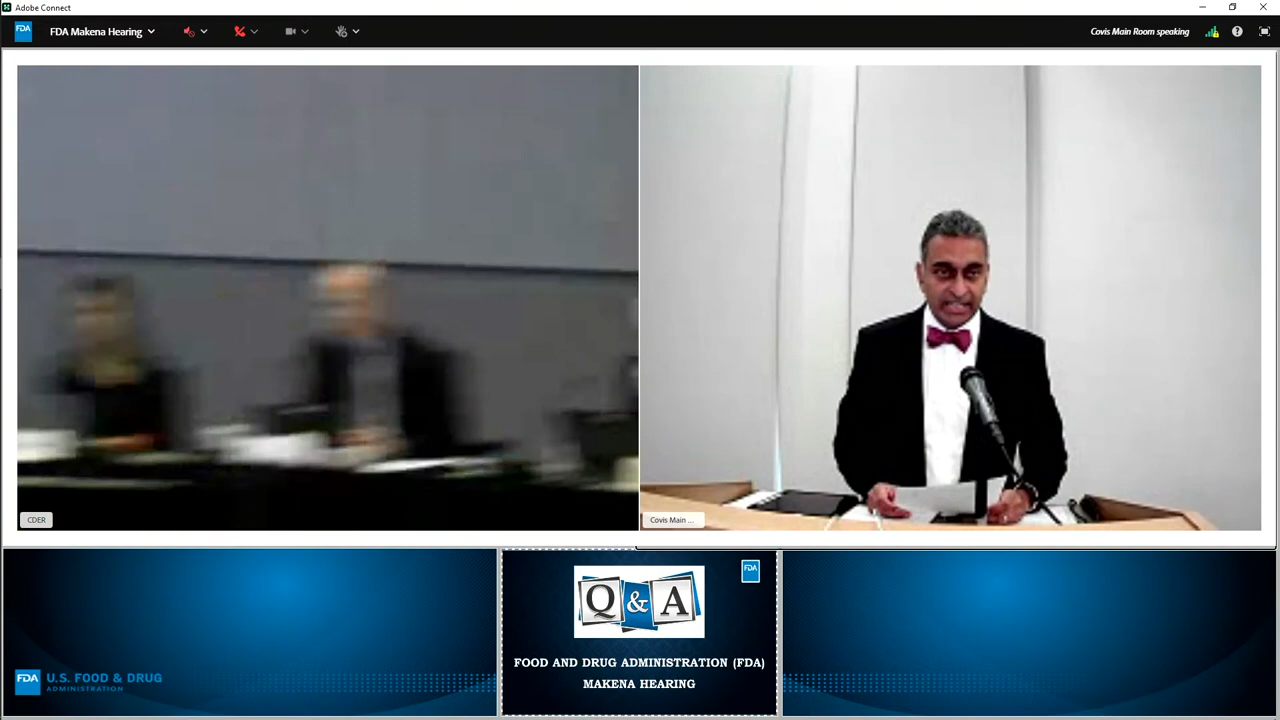 Adobe Connect
FDA
FDA Makena Hearing
Covis Main Room speaking
CDER
Covis Main ...
FDA
Q & A
FOOD AND DRUG ADMINISTRATION (FDA)
MAKENA HEARING
FDA U.S. FOOD & DRUG
ADMINISTRATION